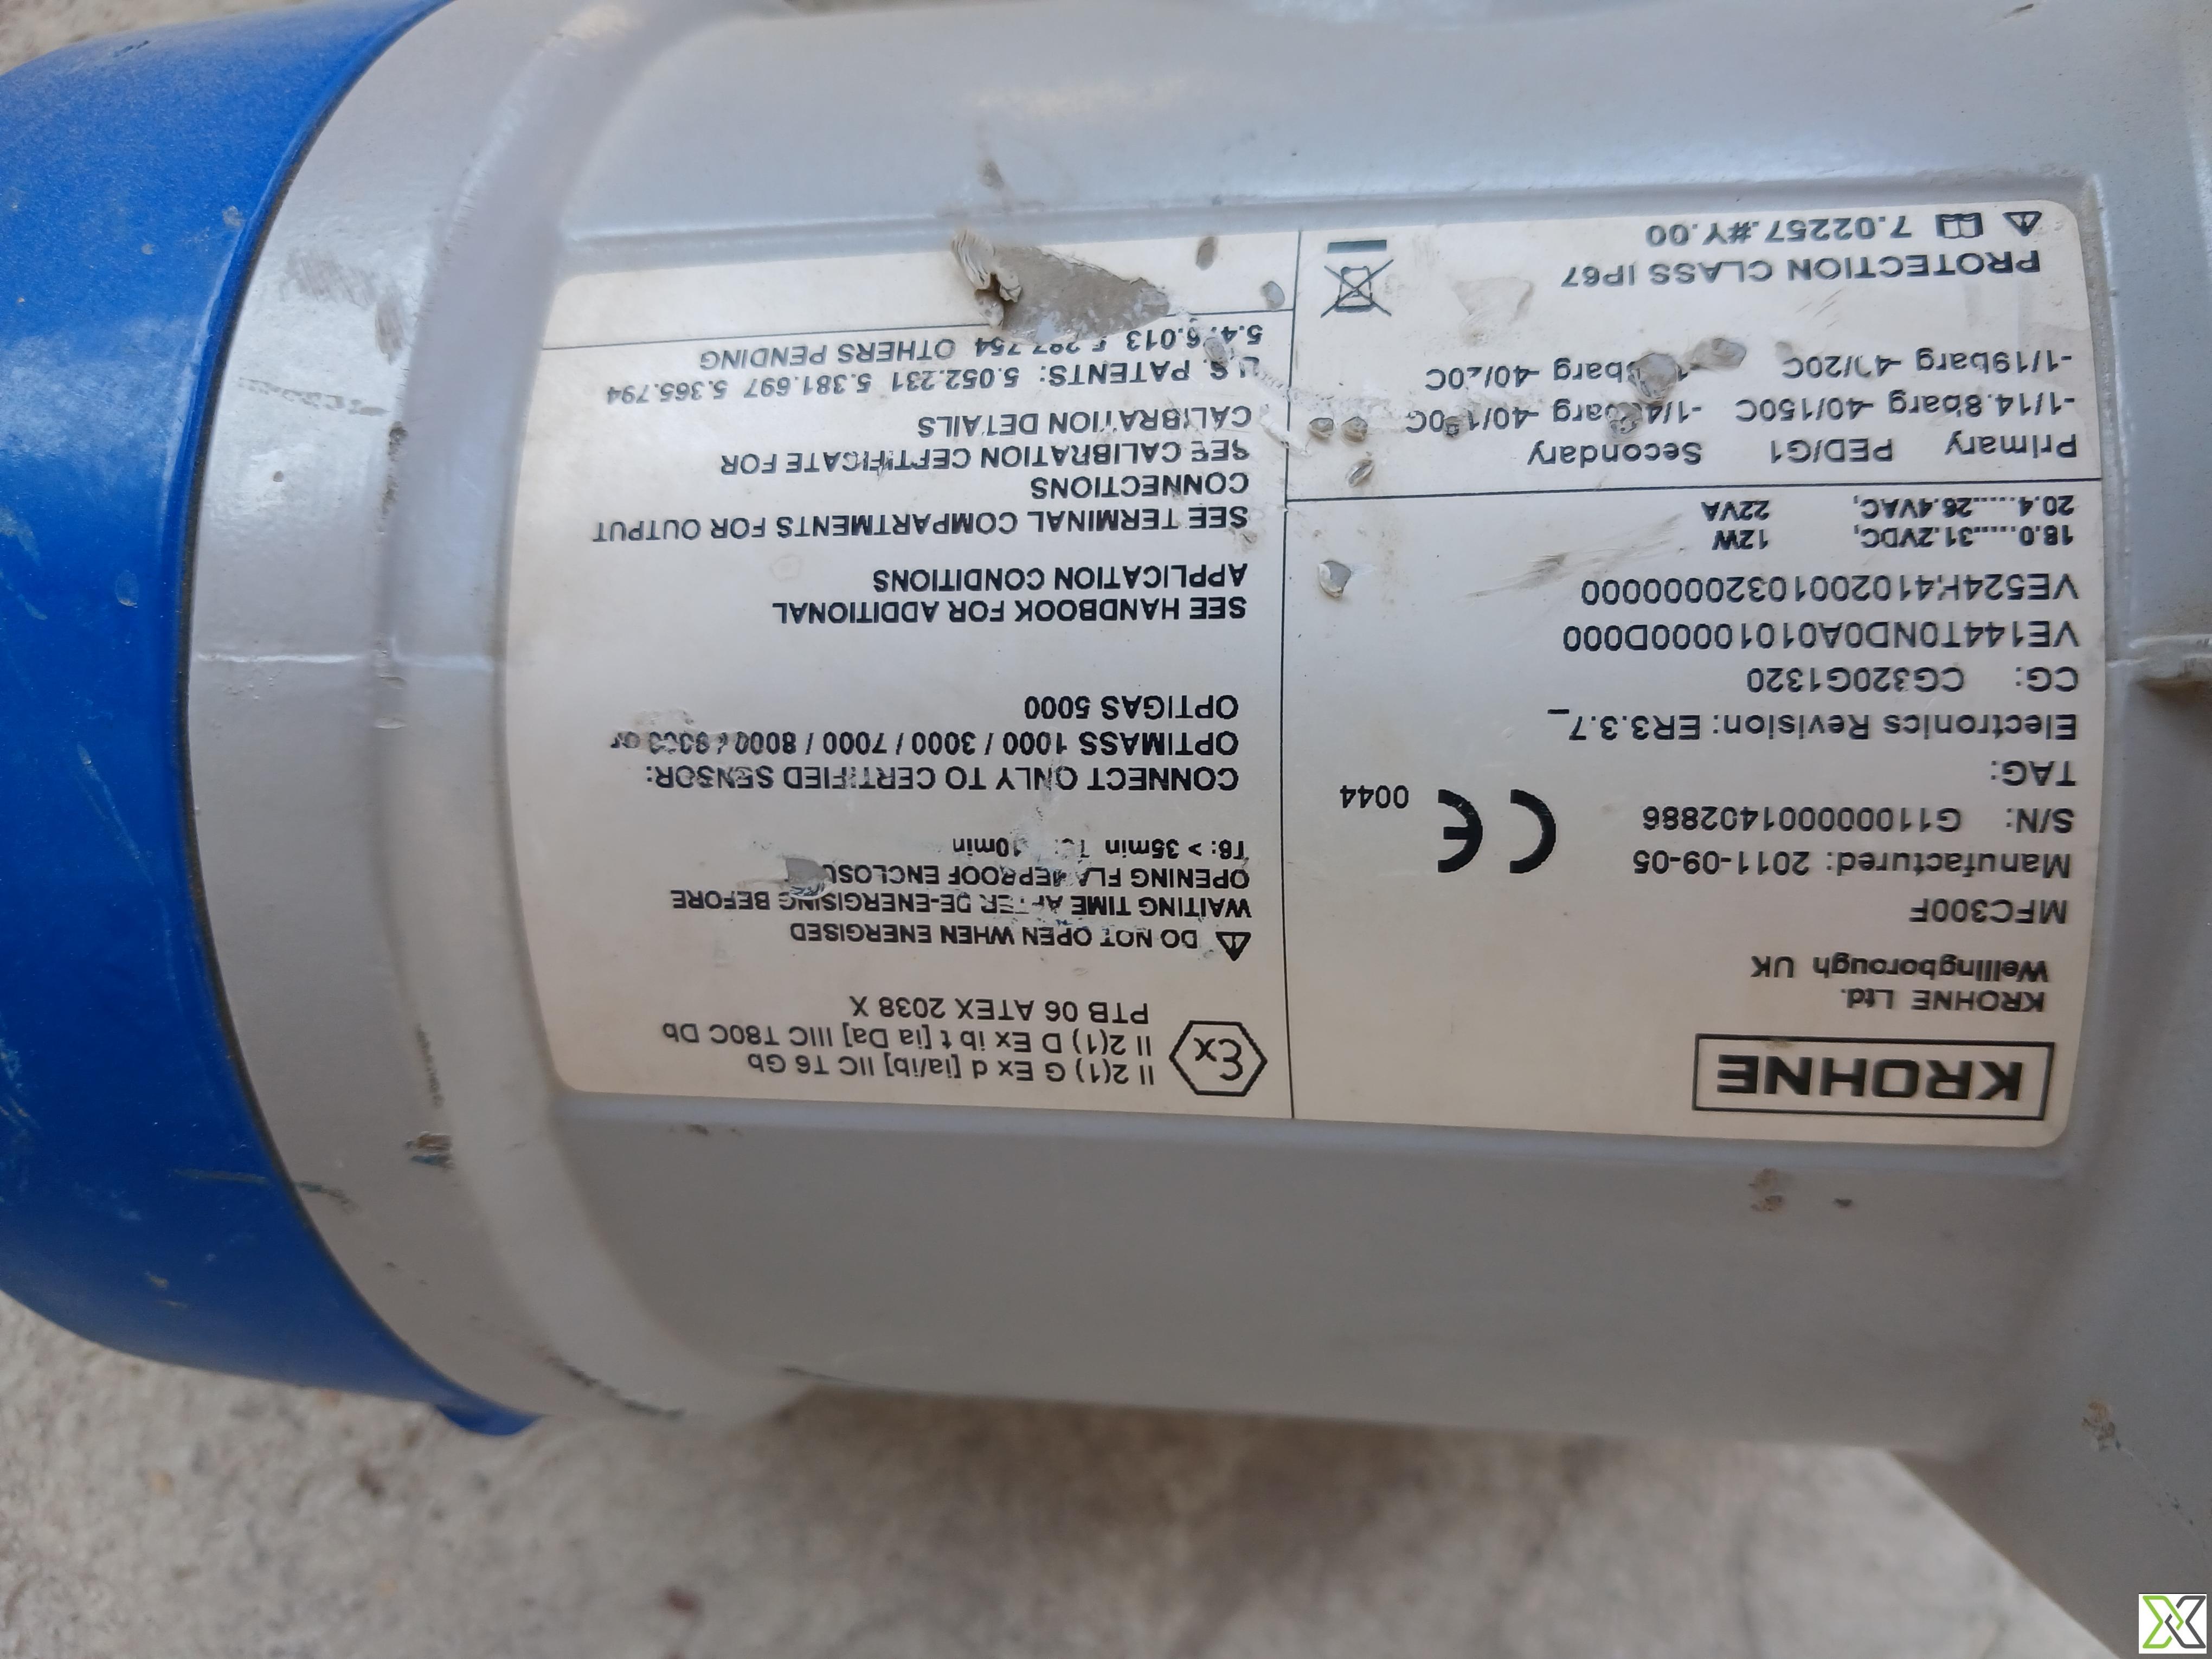 KROHNE
KROHNE Ltd.
Wellingborough UK
MFC300F
Manufactured: 2011-09-05
S/N: G11000001402886
TAG:
0044
Electronics Revision: ER3.3.7_
CG: CG320G1320
VE144T0ND0A01010000D000
18.0......31.2VDC, 12W
20.4......26.4VAC, 22VA
Primary PED/G1 Secondary
-1/14.8barg -40/150C
-1/19barg
PROTECTION CLASS IP67
7.02257.#Y.00
Ex
II 2(1) G Ex d [ia/ib] IIC T6 Gb
II 2(1) D Ex ib t [ia Da] IIIC T80C Db
PTB 06 ATEX 2038 X
DO NOT OPEN WHEN ENERGISED
WAITING TIME AFTER DE-ENERGISING BEFORE
OPENING FLAMEPROOF
T6: > 35min 10min
CONNECT ONLY TO CERTIFIED SENSOR:
OPTIMASS 1000 / 3000 / 7000 / 8000 / 9000 or
OPTIGAS 5000
SEE HANDBOOK FOR ADDITIONAL
APPLICATION CONDITIONS
SEE TERMINAL COMPARTMENTS FOR OUTPUT
CONNECTIONS
SEE CALIBRATION CERTIFICATE FOR
CALIBRATION DETAILS
U.S. PATENTS: 5.052.231 5.381.697 5.365.794
OTHERS PENDING